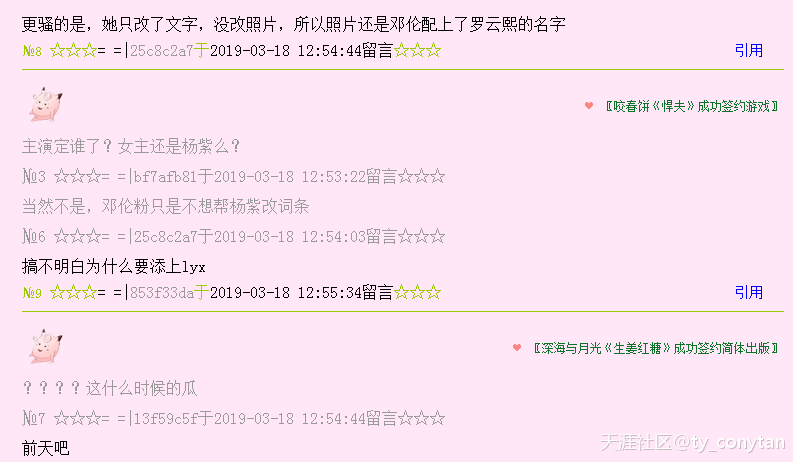 更骚的是，她只改了文字，没改照片，所以照片还是邓伦配上了罗云熙的名字
№8 ☆☆☆= =|25c8c2a7于2019-03-18 12:54:44留言☆☆☆ 引用
♥ 〖咬春饼《悍夫》成功签约游戏〗
主演定谁了？女主还是杨紫么？
№3 ☆☆☆= =|bf7afb81于2019-03-18 12:53:22留言☆☆☆
当然不是，邓伦粉只是不想帮杨紫改词条
№6 ☆☆☆= =|25c8c2a7于2019-03-18 12:54:03留言☆☆☆
搞不明白为什么要添上lyx
№9 ☆☆☆= =|853f33da于2019-03-18 12:55:34留言☆☆☆ 引用
♥ 〖深海与月光《生姜红糖》成功签约简体出版〗
？？？？这什么时候的瓜
№7 ☆☆☆= =|13f59c5f于2019-03-18 12:54:44留言☆☆☆
前天吧
天涯社区@ty_conytan